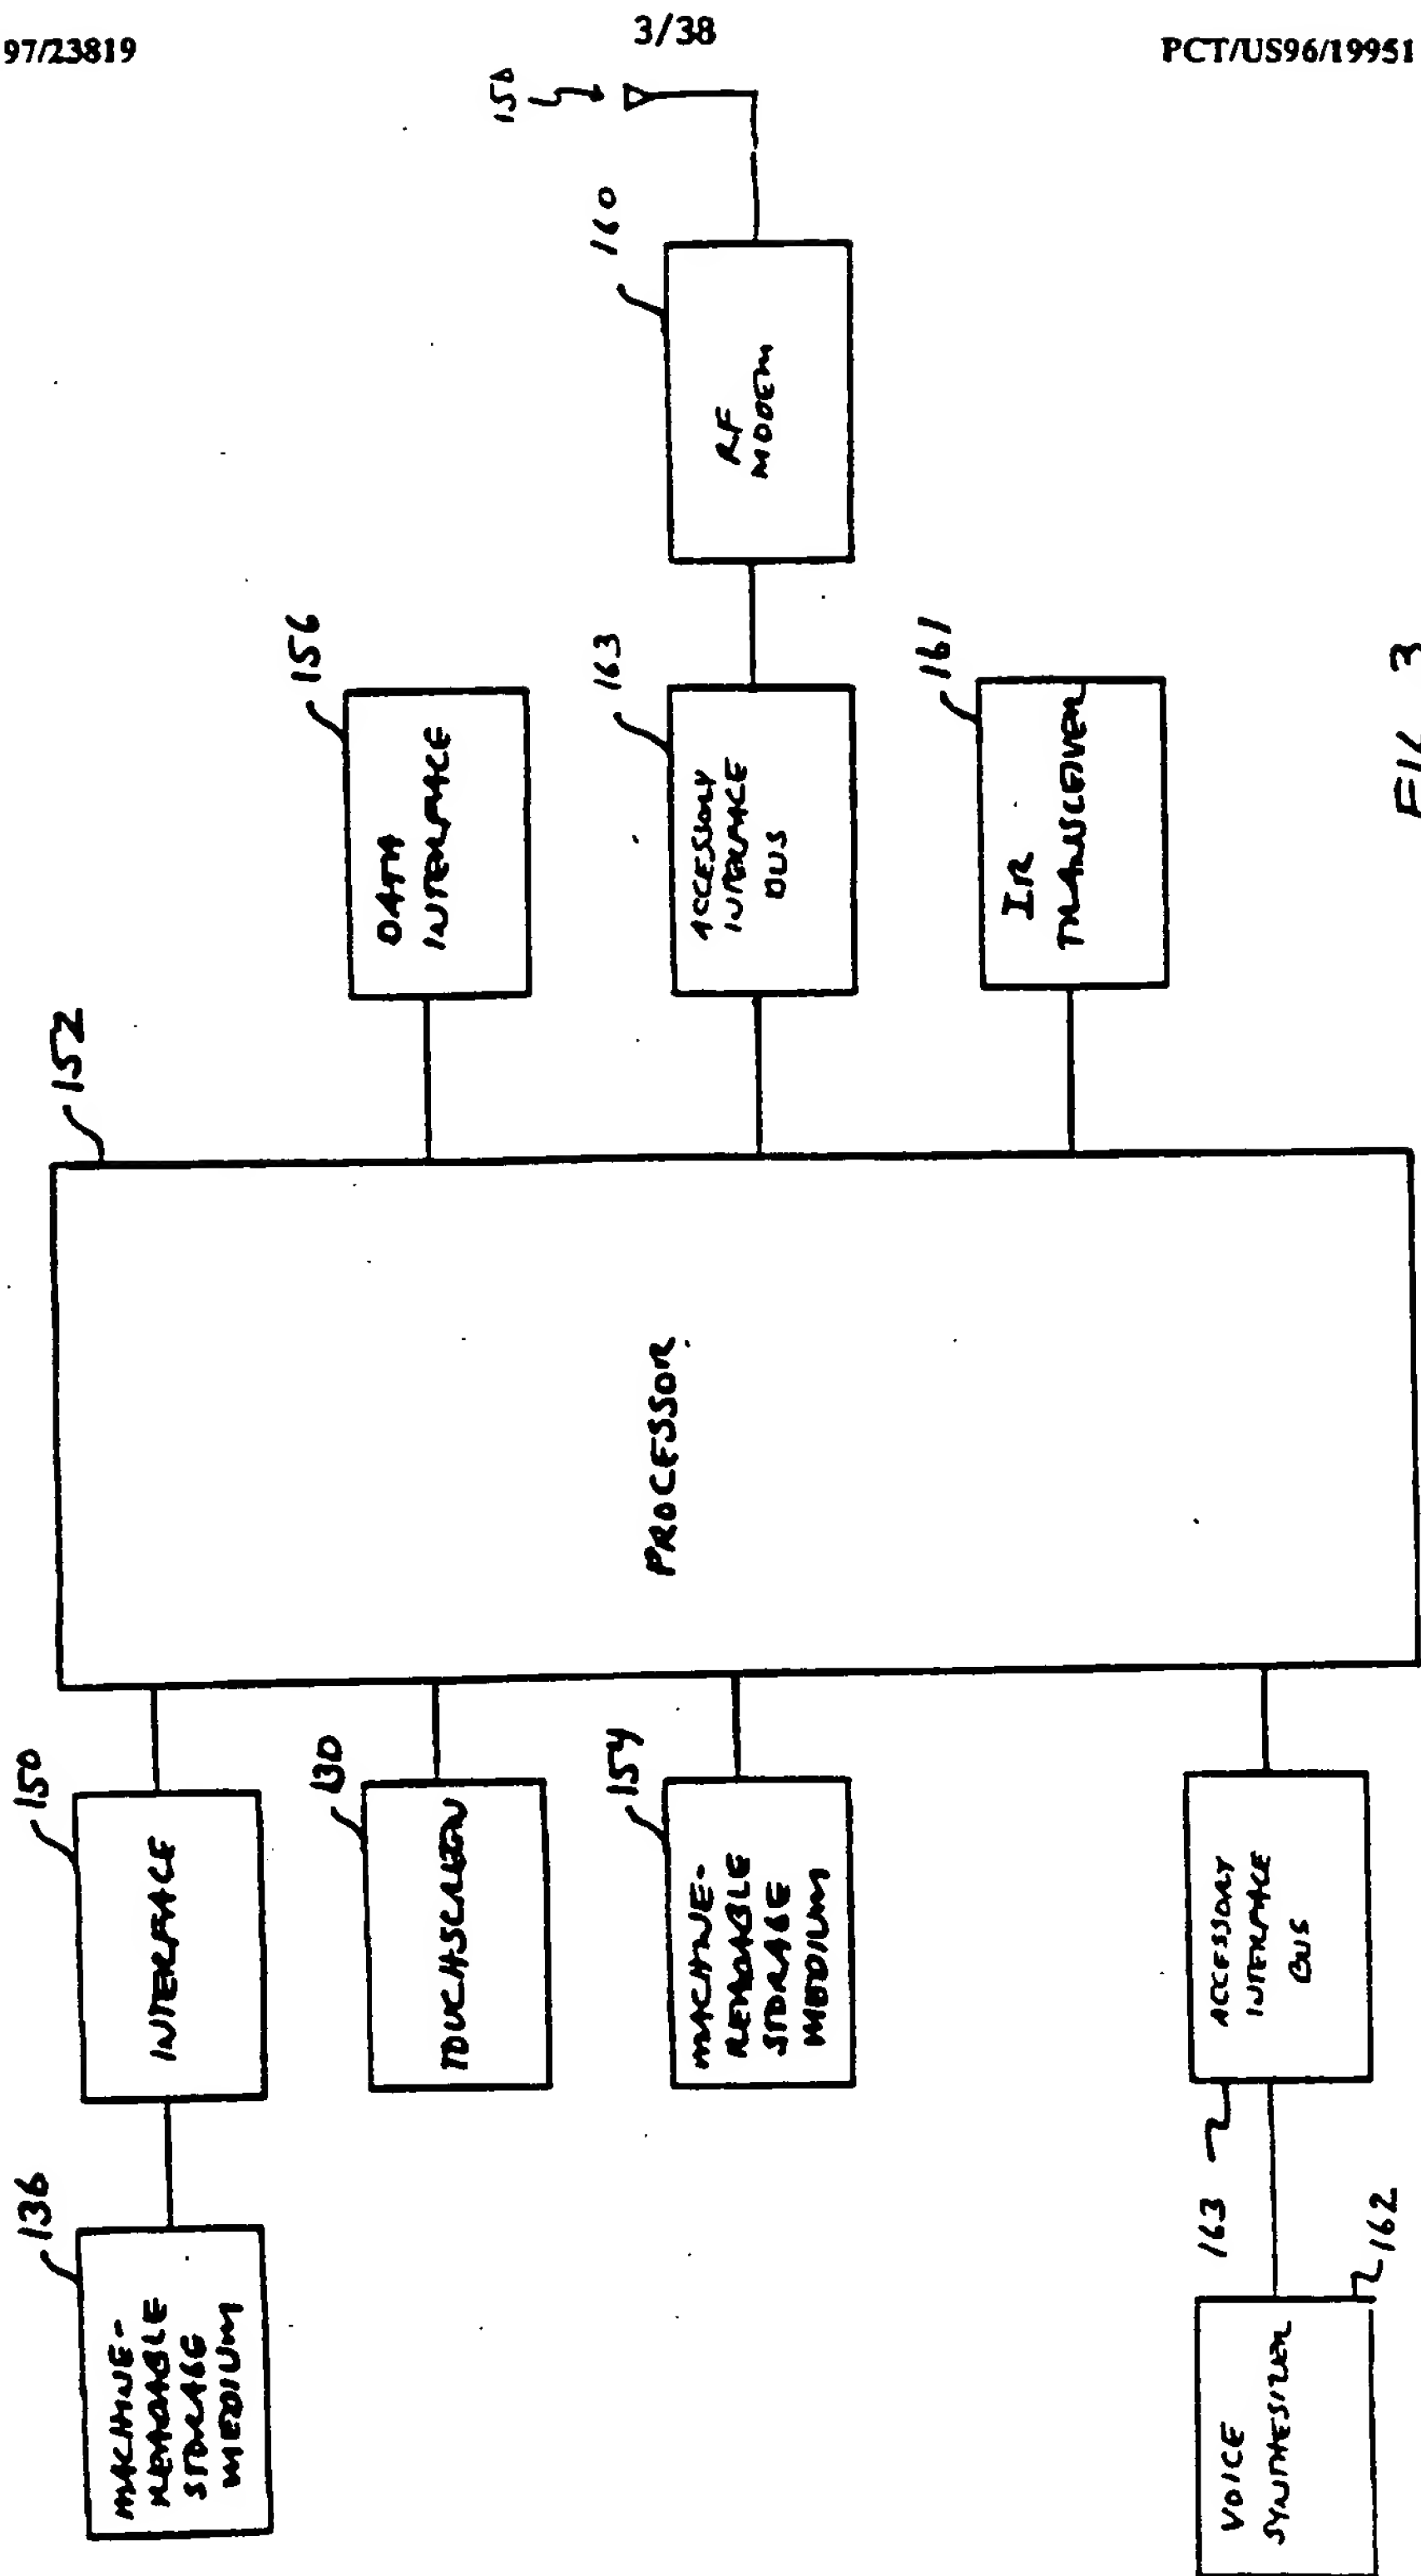 97/23819
3/38
PCT/US96/19951
136
MACHINE-
READABLE
STORAGE
MEDIUM
150
INTERFACE
130
TOUCHSCREEN
154
MACHINE-
READABLE
STORAGE
MEDIUM
163
ACCESSORY
INTERFACE
BUS
162
VOICE
SYNTHESIZER
152
PROCESSOR
156
DATA
INTERFACE
163
ACCESSORY
INTERFACE
BUS
161
IR
TRANSCEIVER
160
RF
MODEM
FIG. 3